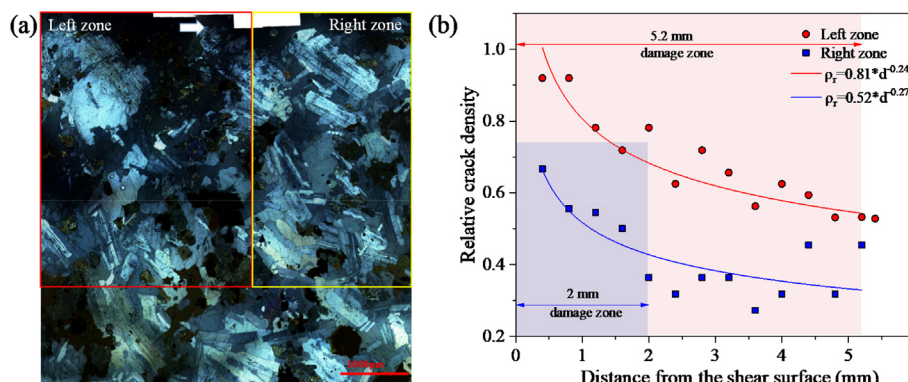 (a)
Left zone
Right zone
(b)
Relative crack density
1.0
0.8
0.6
0.4
0.2
5.2 mm
damage zone
Left zone
Right zone
ρr=0.81*d-0.24
ρr=0.52*d-0.27
2 mm
damage zone
0 1 2 3 4 5
Distance from the shear surface (mm)